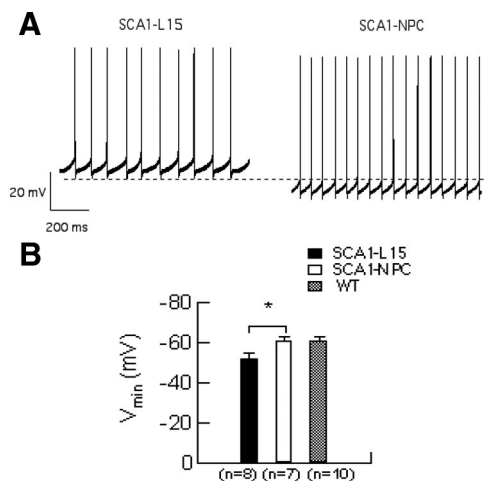 A
SCA1-L15
SCA1-NPC
20 mV
200 ms
B
SCA1-L15
SCA1-NPC
WT
*
-80
-60
-40
-20
0
Vmin (mV)
(n=8) (n=7) (n=10)